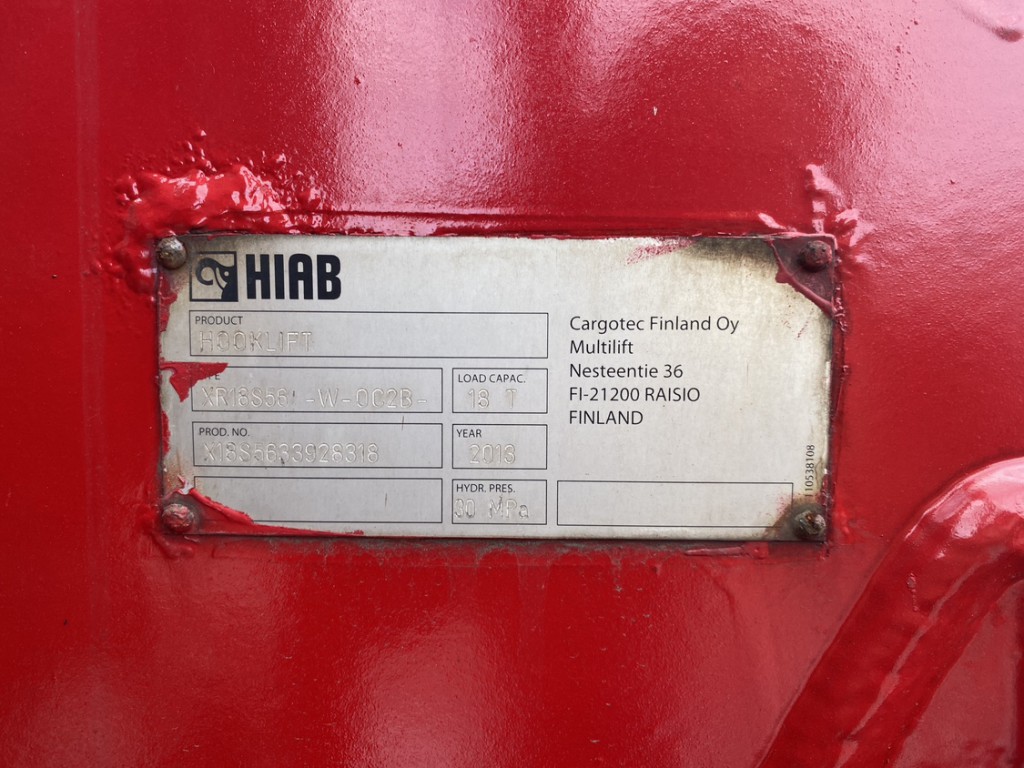 HIAB
PRODUCT
HOOKLIFT
Cargotec Finland Oy
Multilift
Nesteentie 36
FI-21200 RAISIO
FINLAND
LOAD CAPAC.
18 T
PROD. NO.
YEAR
HYDR. PRES.
30 MPa
110538108